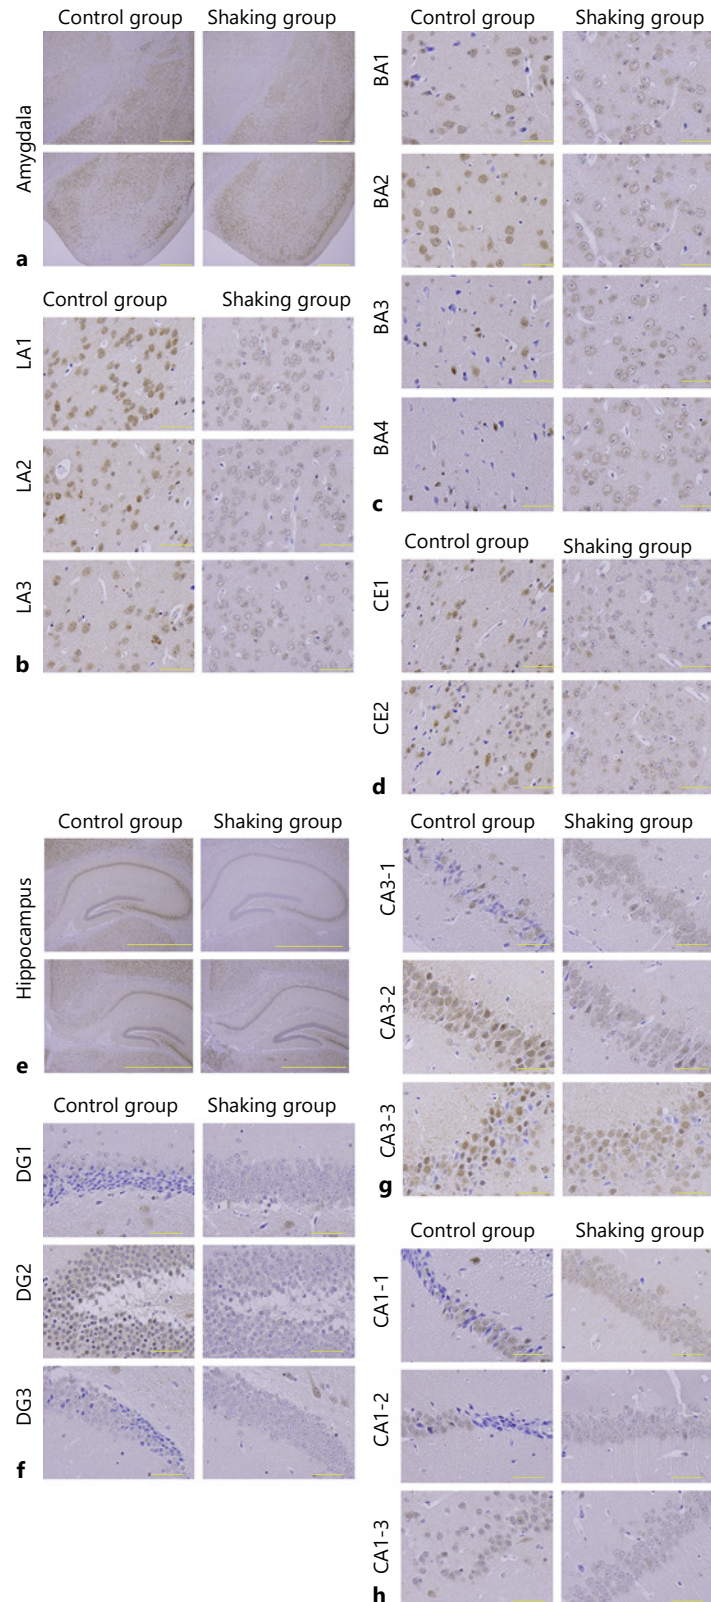 Control group Shaking group
Amygdala
a
Control group Shaking group
LA1
LA2
LA3
b
Control group Shaking group
BA1
BA2
BA3
BA4
c
Control group Shaking group
CE1
CE2
d
Control group Shaking group
Hippocampus
e
Control group Shaking group
DG1
DG2
DG3
f
Control group Shaking group
CA3-1
CA3-2
CA3-3
g
Control group Shaking group
CA1-1
CA1-2
CA1-3
h